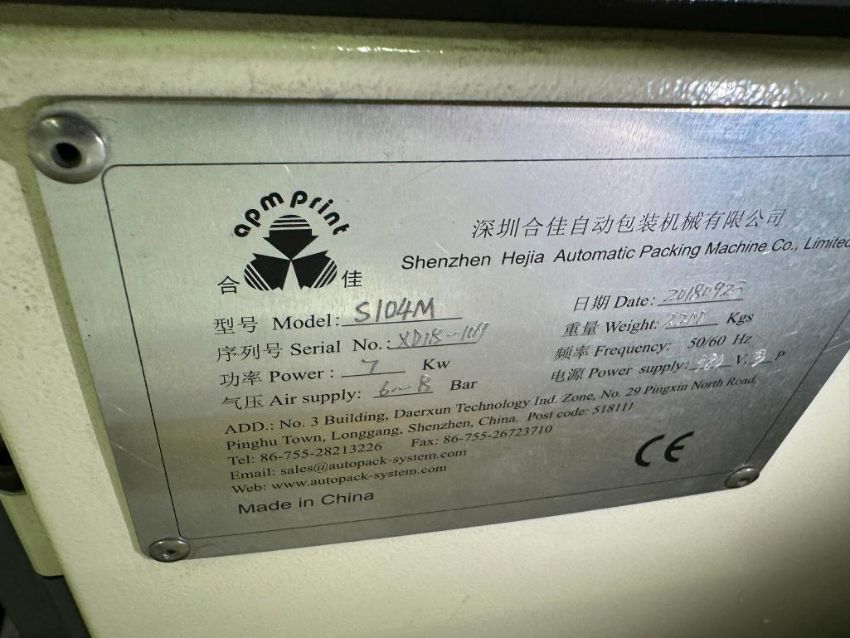 apm print
合 佳
深圳合佳自动包装机械有限公司
Shenzhen Hejia Automatic Packing Machine Co., Limited
型号 Model: S104M
日期 Date: 20180923
序列号 Serial No.:
重量 Weight: Kgs
功率 Power : 7 Kw
频率 Frequency: 50/60 Hz
气压 Air supply: 6~8 Bar
电源 Power supply: V, P
ADD.: No. 3 Building, Daerxun Technology Ind. Zone, No. 29 Pingxin North Road,
Pinghu Town, Longgang, Shenzhen, China. Post code: 518111
Tel: 86-755-28213226 Fax: 86-755-26723710
Email: sales@autopack-system.com
Web: www.autopack-system.com
Made in China
CE